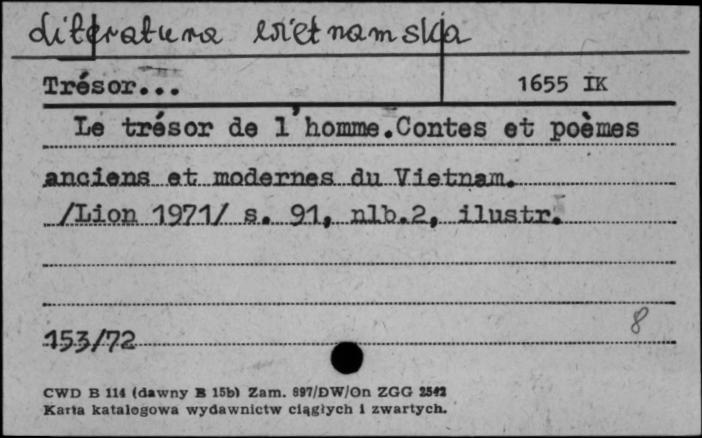 Literatura wietnamska
Trésor... 1655 IK
Le trésor de l'homme.Contes et poèmes
anciens et modernes du Vietnam.
/Lion 1971/ s. 91, nlb.2, ilustr.
8
153/72
CWD B 114 (dawny B 15b) Zam. 897/DW/On ZGG 2542
Karta katalogowa wydawnictw ciągłych i zwartych.